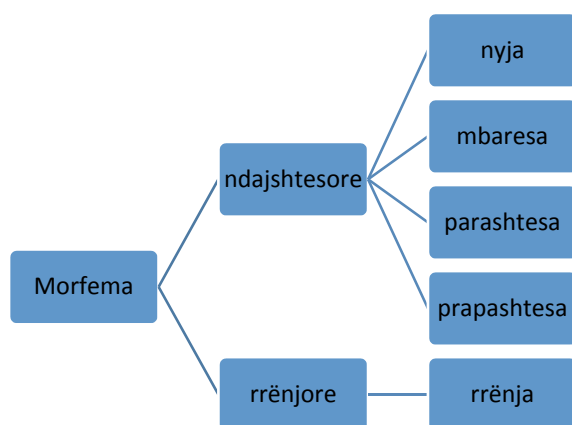 nyja
mbaresa
ndajshtesore
parashtesa
Morfema
prapashtesa
rrënjore
rrënja